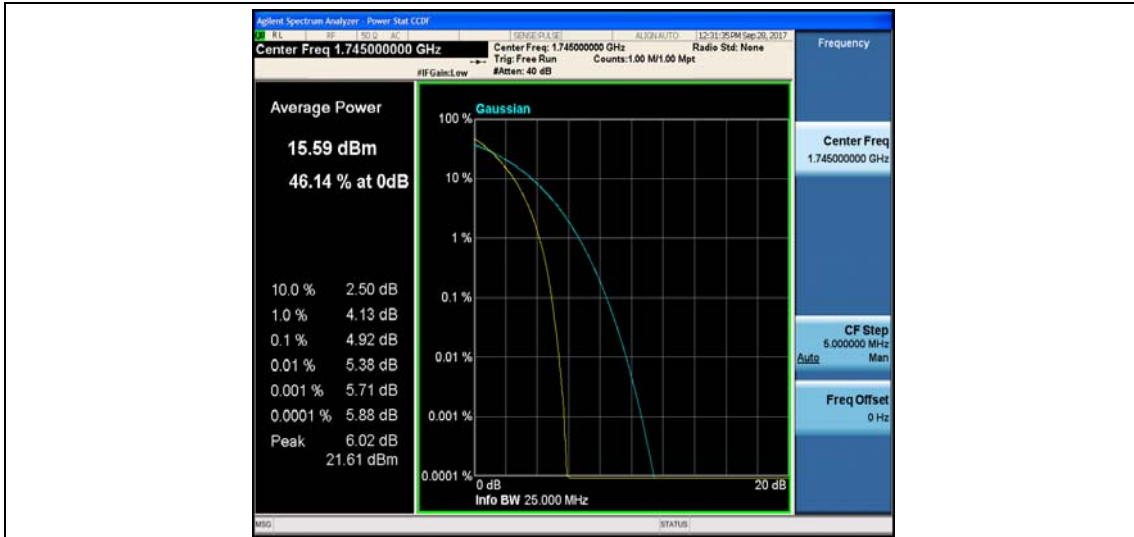 Agilent Spectrum Analyzer - Power Stat CCDF
RL RF 50 Ω AC SENSE:PULSE ALIGN AUTO 12:31:35 PM Sep 28, 2017
Center Freq 1.745000000 GHz
Center Freq: 1.745000000 GHz Radio Std: None
Trig: Free Run Counts:1.00 M/1.00 Mpt
#IFGain:Low #Atten: 40 dB
Frequency
Average Power
15.59 dBm
46.14 % at 0dB
10.0 % 2.50 dB
1.0 % 4.13 dB
0.1 % 4.92 dB
0.01 % 5.38 dB
0.001 % 5.71 dB
0.0001 % 5.88 dB
Peak 6.02 dB
21.61 dBm
Gaussian
100 %
10 %
1 %
0.1 %
0.01 %
0.001 %
0.0001 %
0 dB 20 dB
Info BW 25.000 MHz
Center Freq
1.745000000 GHz
CF Step
5.000000 MHz
Auto Man
Freq Offset
0 Hz
MSG STATUS